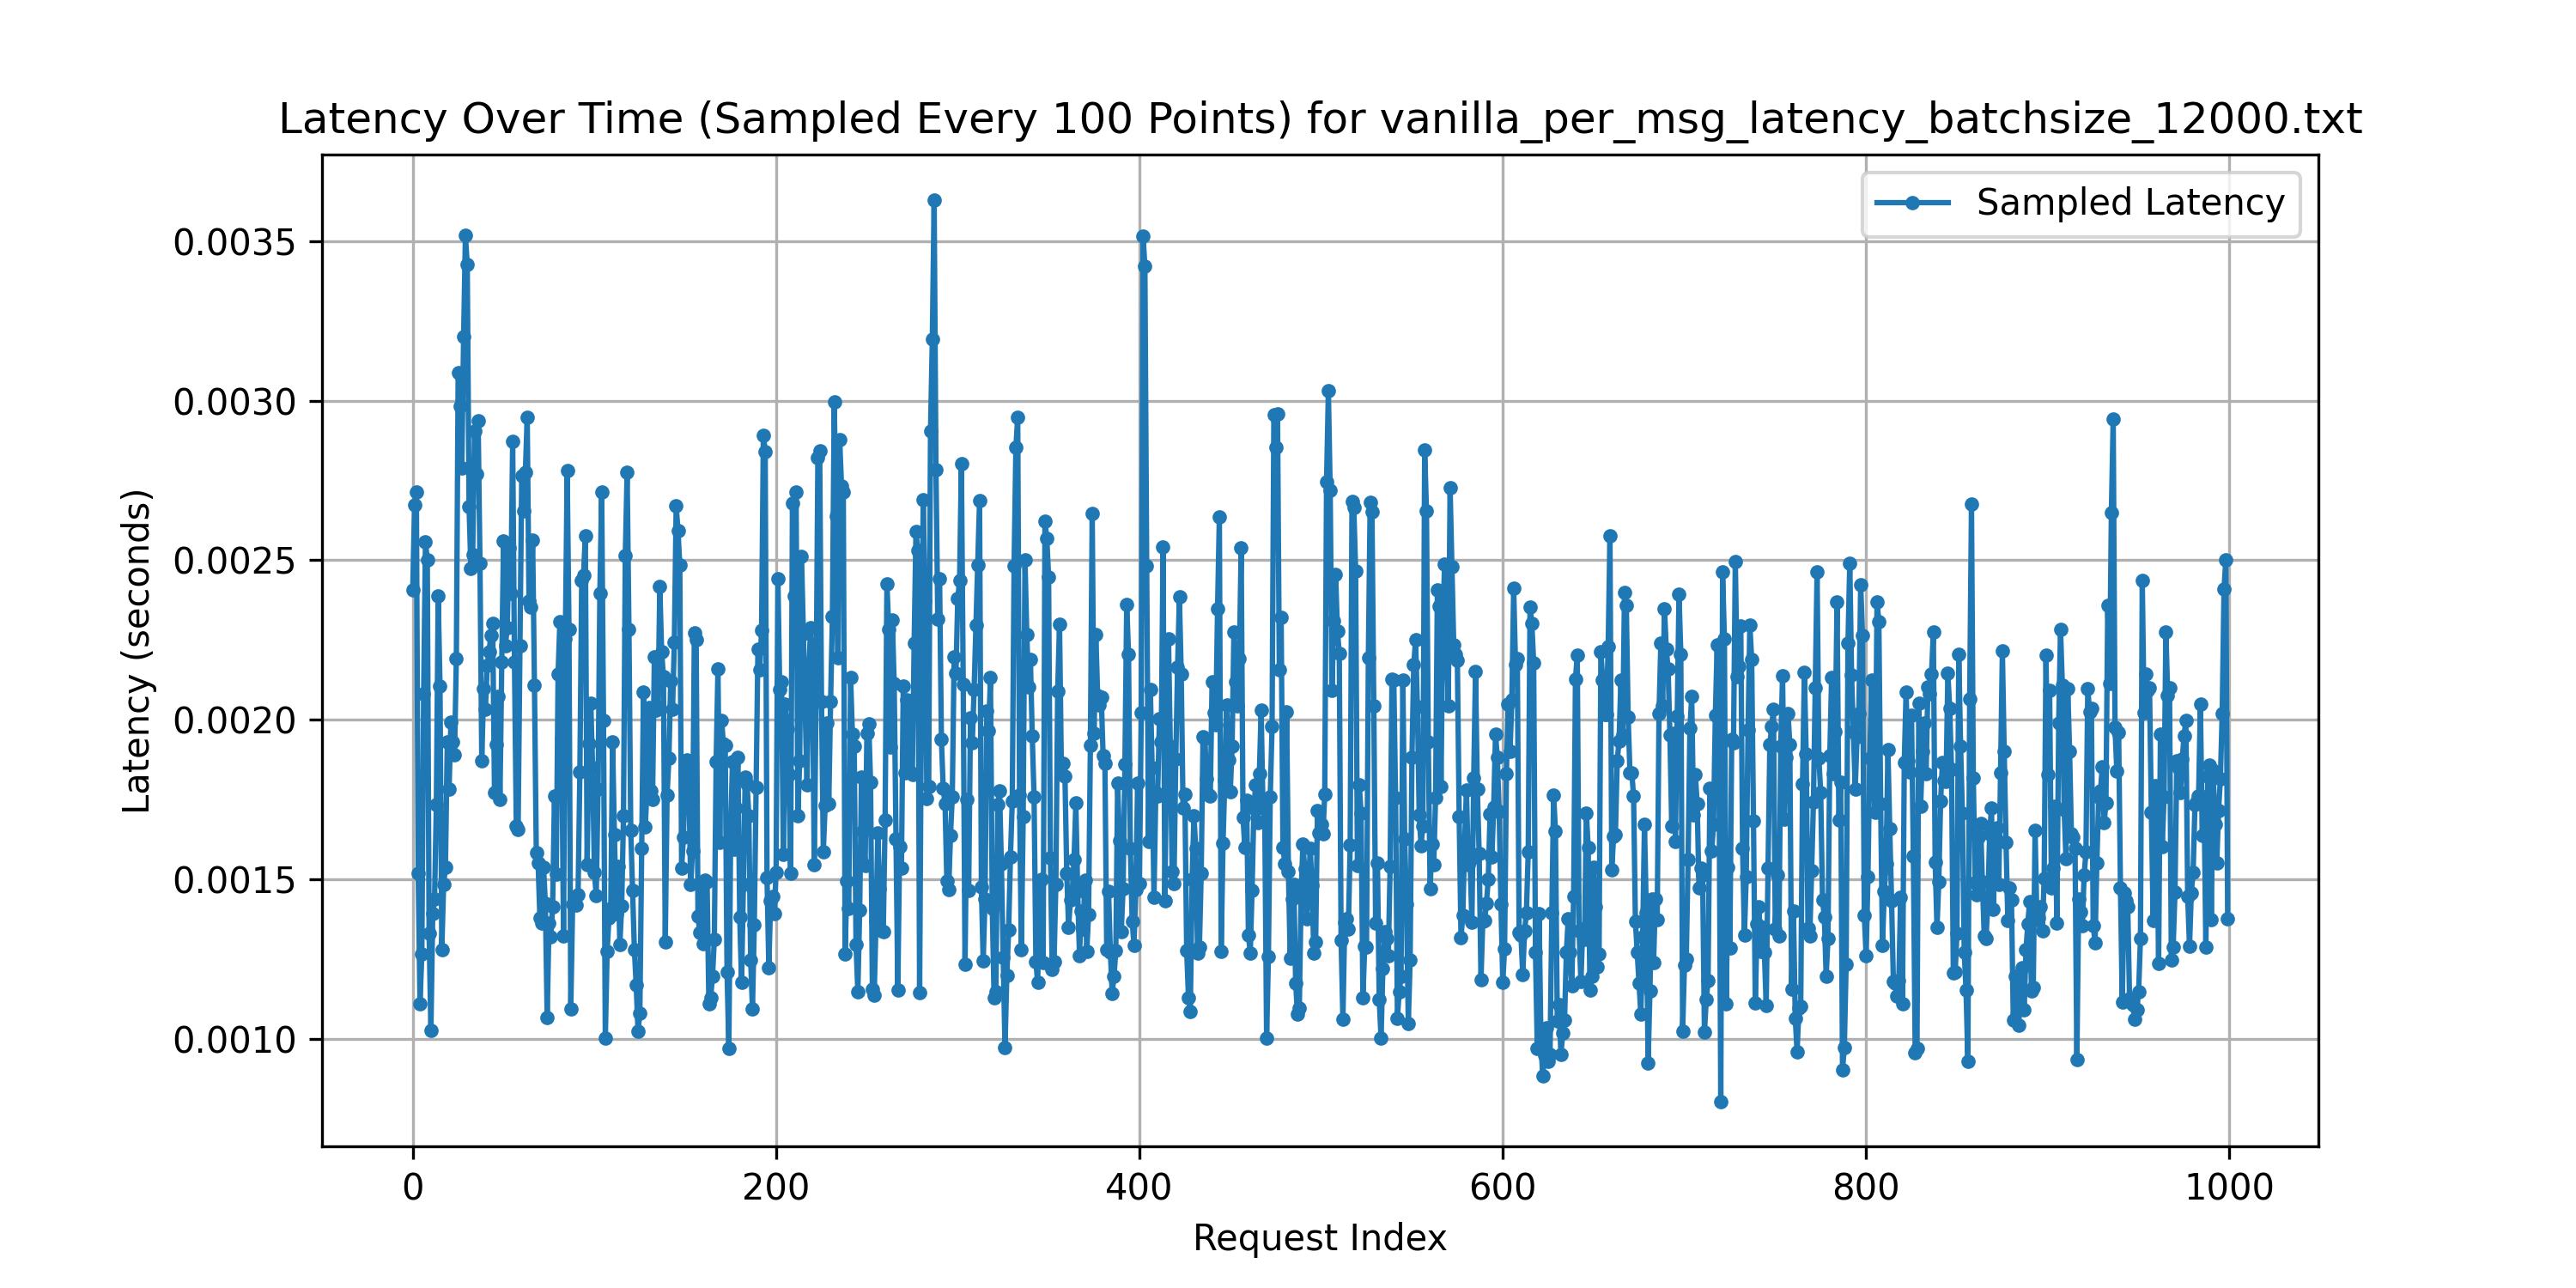 Latency Over Time (Sampled Every 100 Points) for vanilla_per_msg_latency_batchsize_12000.txt
Sampled Latency
0.0035
0.0030
0.0025
0.0020
0.0015
0.0010
Latency (seconds)
0 200 400 600 800 1000
Request Index